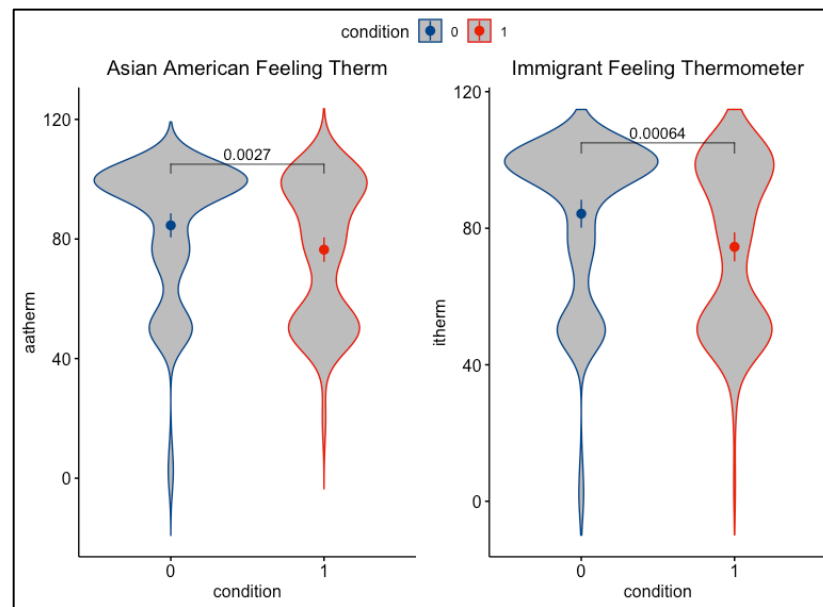 condition 0 1
Asian American Feeling Therm
120
80
40
0
0.0027
aatherm
0 1
condition
Immigrant Feeling Thermometer
120
80
40
0
0.00064
itherm
0 1
condition